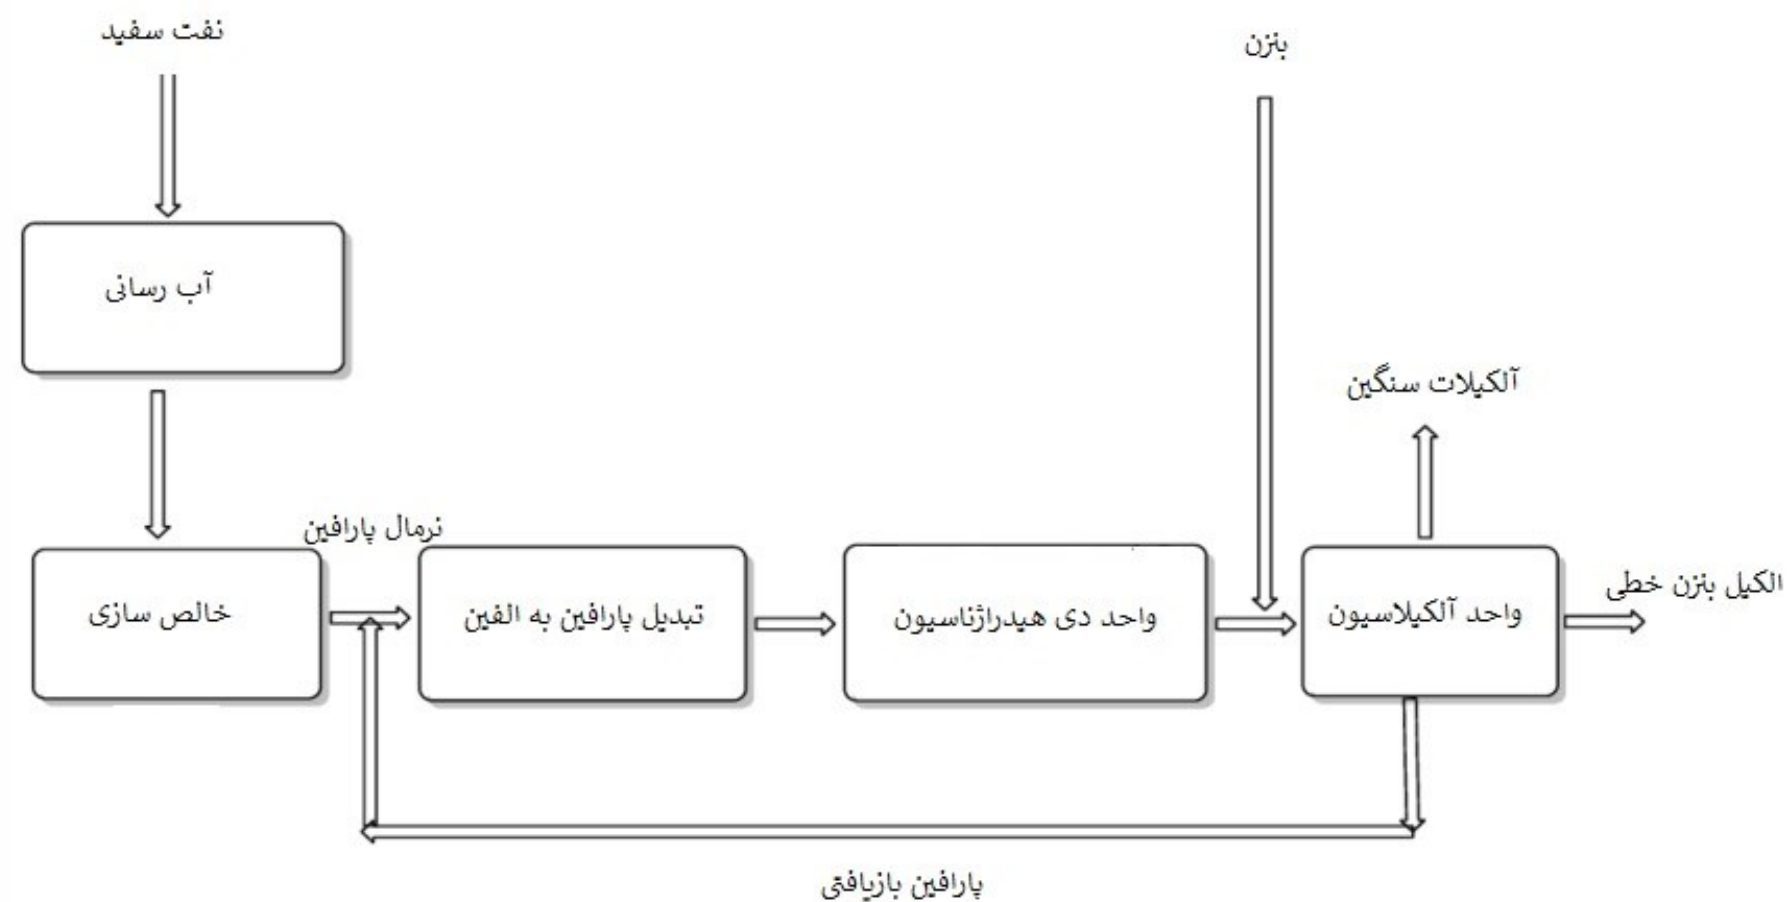 نفت سفید
بنزن
آب رسانی
آلکیلات سنگین
نرمال پارافین
خالص سازی
تبدیل پارافین به الفین
واحد دی هیدراژناسیون
واحد آلکیلاسیون
الکیل بنزن خطی
پارافین بازیافتی